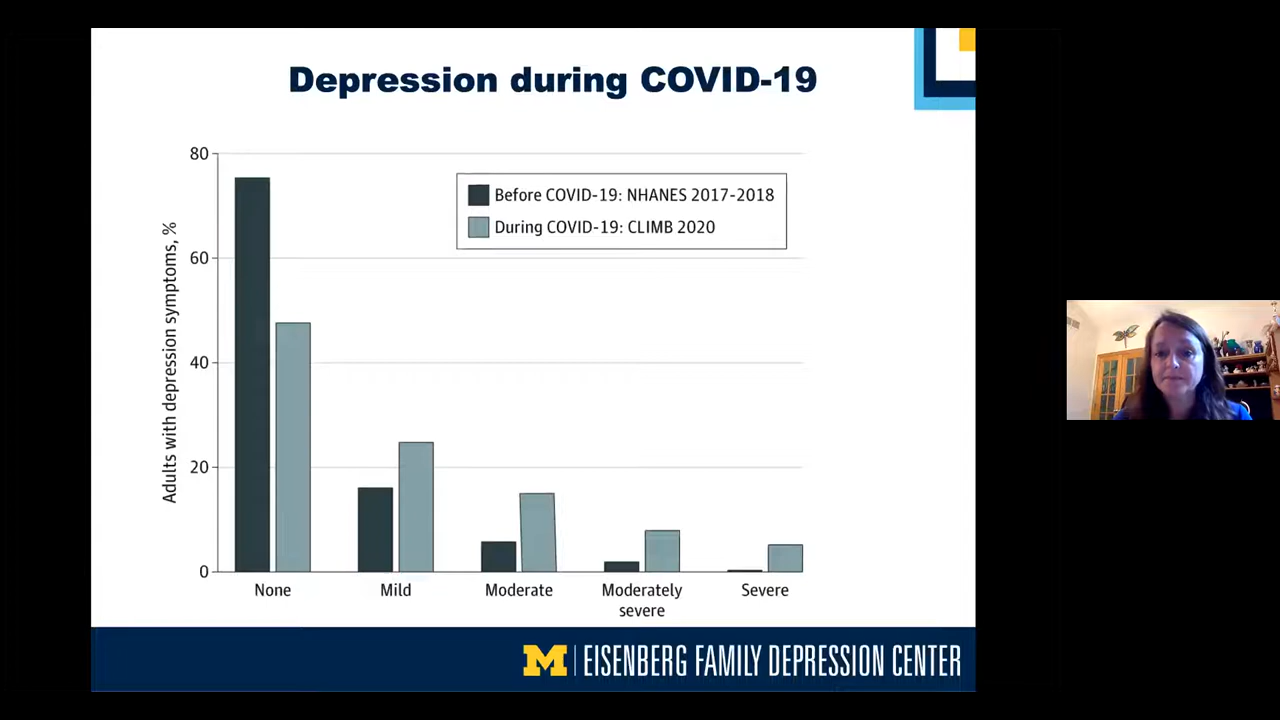 Depression during COVID-19
80
60
40
20
0
Adults with depression symptoms, %
Before COVID-19: NHANES 2017-2018
During COVID-19: CLIMB 2020
None
Mild
Moderate
Moderately
severe
Severe
M EISENBERG FAMILY DEPRESSION CENTER